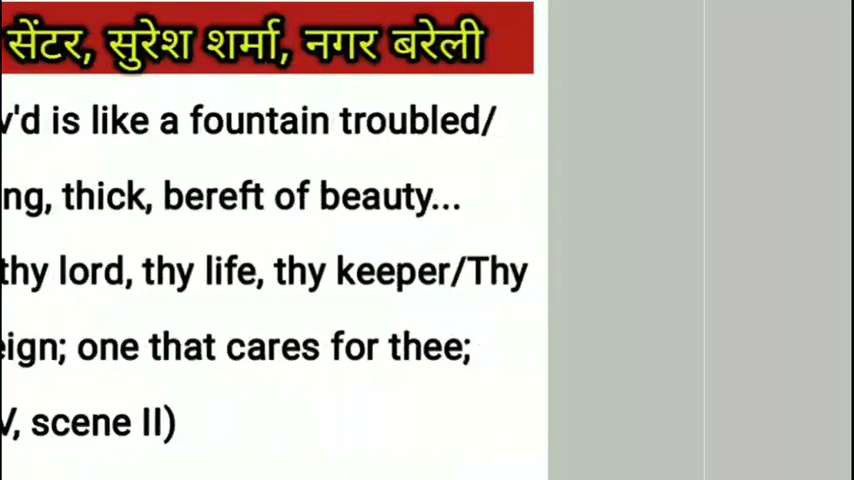 सेंटर, सुरेश शर्मा, नगर बरेली
v'd is like a fountain troubled/
ng, thick, bereft of beauty...
thy lord, thy life, thy keeper/Thy
eign; one that cares for thee;
V, scene II)